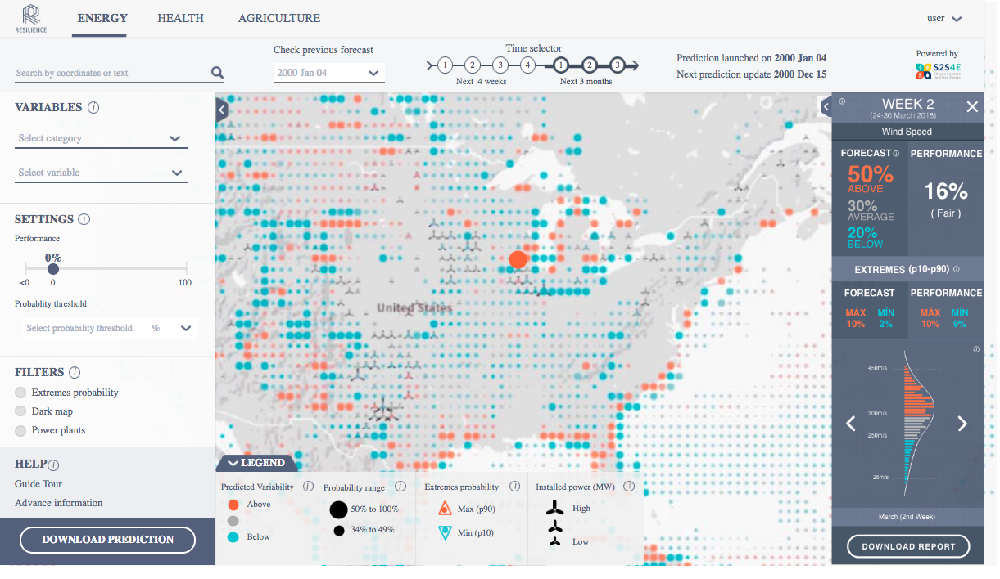 RESILIENCE
ENERGY
HEALTH
AGRICULTURE
user
Search by coordinates or text
Check previous forecast
2000 Jan 04
Time selector
1 2 3 4 1 2 3
Next 4 weeks
Next 3 months
Prediction launched on 2000 Jan 04
Next prediction update 2000 Dec 15
Powered by
S2S4E
VARIABLES
Select category
Select variable
SETTINGS
Performance
0%
<0 0 100
Probablity threshold
Select probability threshold %
FILTERS
Extremes probability
Dark map
Power plants
HELP
Guide Tour
Advance information
DOWNLOAD PREDICTION
United States
LEGEND
Predicted Variability
Above
Below
Probability range
50% to 100%
34% to 49%
Extremes probability
Max (p90)
Min (p10)
Installed power (MW)
High
Low
WEEK 2
(24-30 March 2018)
Wind Speed
FORECAST
50%
ABOVE
30%
AVERAGE
20%
BELOW
PERFORMANCE
16%
( Fair )
EXTREMES (p10-p90)
FORECAST
MÁX MÍN
10% 2%
PERFORMANCE
MÁX MÍN
10% 9%
450m/s
300m/s
250m/s
25m/s
March (2nd Week)
DOWNLOAD REPORT